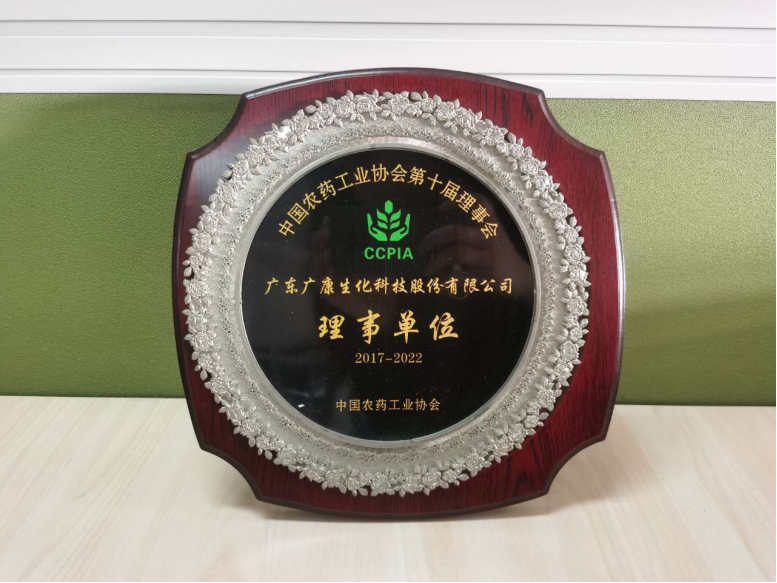 中国农药工业协会第十届理事会
CCPIA
广东广康生化科技股份有限公司
理事单位
2017-2022
中国农药工业协会